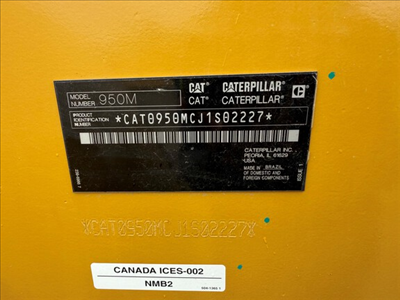 MODEL NUMBER 950M
CAT® CATERPILLAR®
CAT® CATERPILLAR®
PRODUCT IDENTIFICATION NUMBER *CAT0950MCJ1S02227*
CATERPILLAR INC.
PEORIA, IL 61629
USA
MADE IN BRAZIL
OF DOMESTIC AND
FOREIGN COMPONENTS
ISSUE 1
*CAT0950MCJ1S02227*
CANADA ICES-002
NMB2